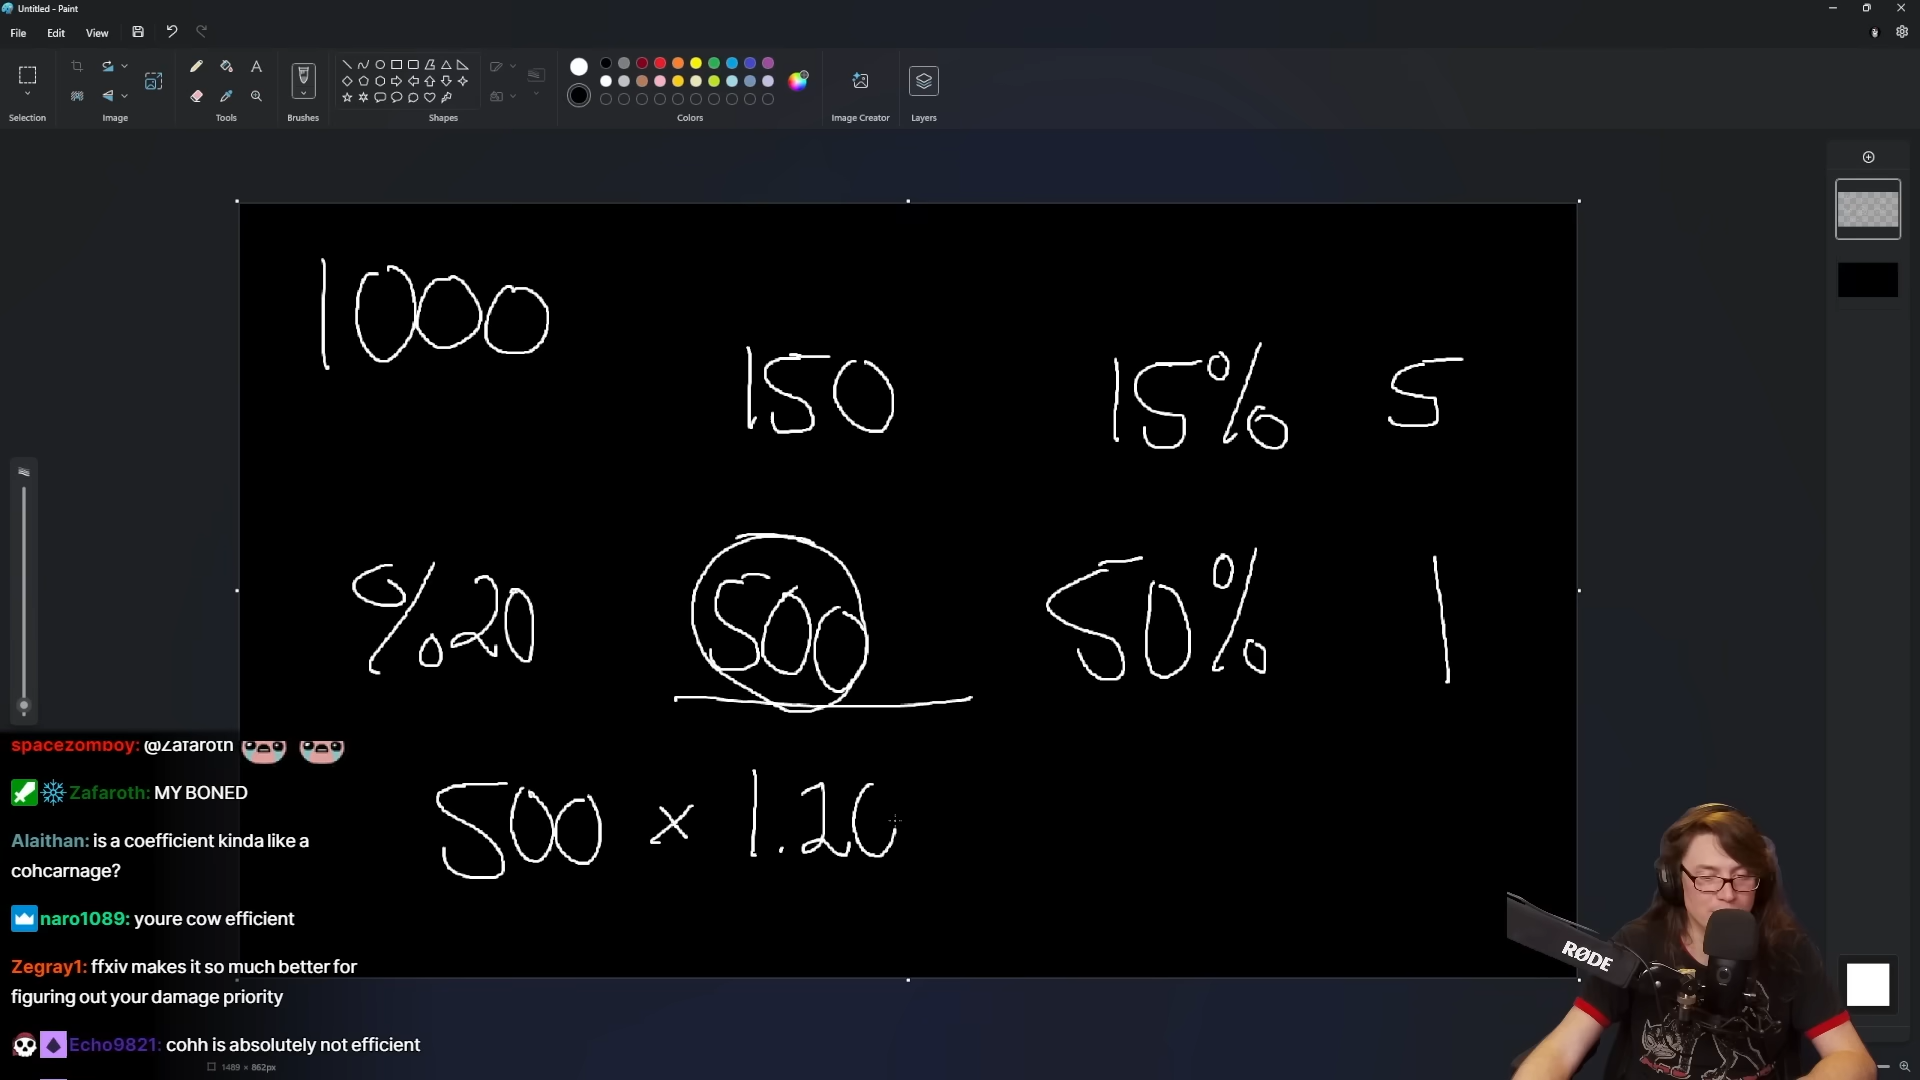 Untitled - Paint
File Edit View
Selection Image Tools Brushes Shapes Colors Image Creator Layers
1000
150 15% 5
%20 500 50% 1
500 x 1.20
spacezomboy: @Zafaroth
Zafaroth: MY BONED
Alaithan: is a coefficient kinda like a
cohcarnage?
naro1089: youre cow efficient
Zegray1: ffxiv makes it so much better for
figuring out your damage priority
Echo9821: cohh is absolutely not efficient
1489 × 862px
RØDE